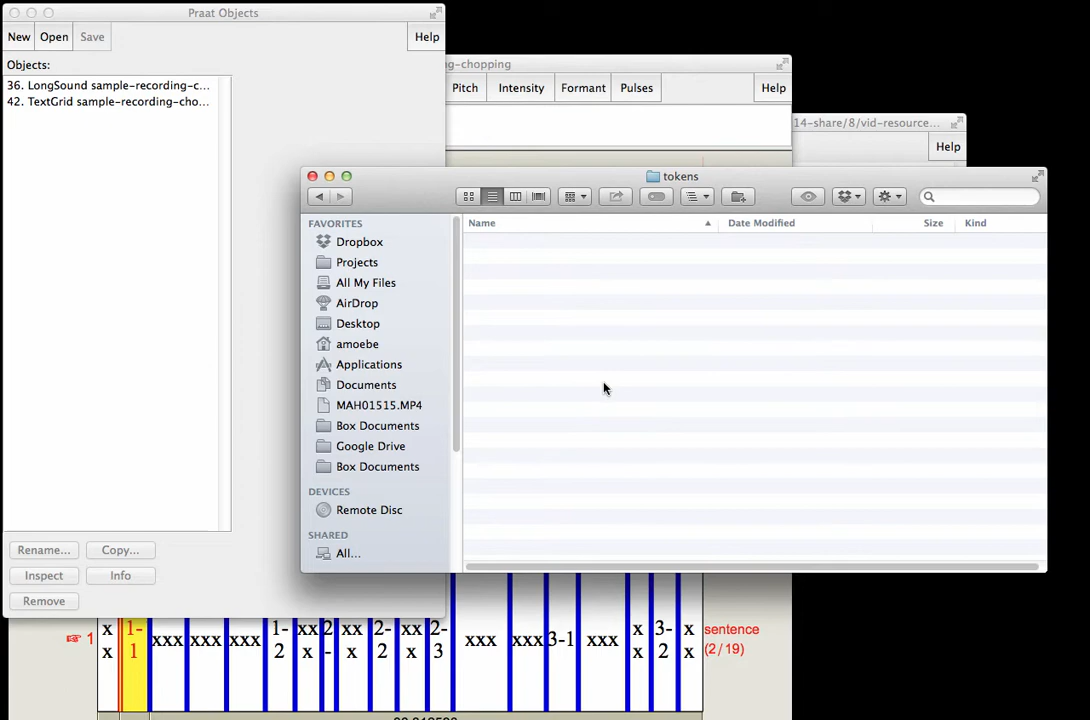 Praat Objects
New Open Save Help
Objects:
36. LongSound sample-recording-c...
42. TextGrid sample-recording-cho...
Rename... Copy...
Inspect Info
Remove
ng-chopping
Pitch Intensity Formant Pulses Help
14-share/8/vid-resource...
Help
tokens
Name Date Modified Size Kind
FAVORITES
Dropbox
Projects
All My Files
AirDrop
Desktop
amoebe
Applications
Documents
MAH01515.MP4
Box Documents
Google Drive
Box Documents
DEVICES
Remote Disc
SHARED
All...
1 xx 1-1 xxx xxx xxx 1-2 xxx 2- xxx 2-2 xxx 2-3 xxx xxx 3-1 xxx xx 3-2 xx sentence
(2 / 19)